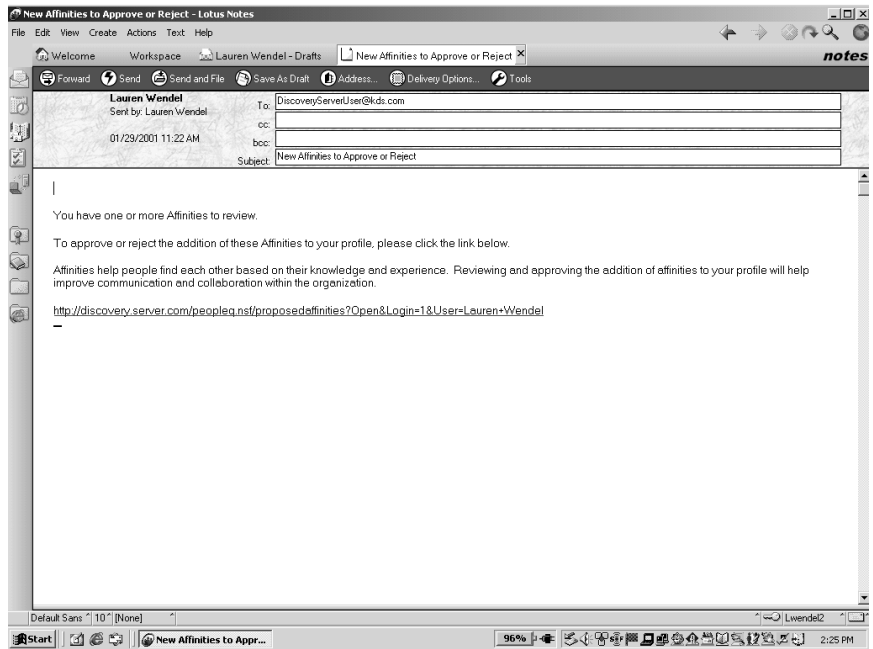 New Affinities to Approve or Reject - Lotus Notes
File Edit View Create Actions Text Help
Welcome Workspace Lauren Wendel - Drafts New Affinities to Approve or Reject
notes
Forward Send Send and File Save As Draft Address... Delivery Options... Tools
Lauren Wendel
Sent by: Lauren Wendel
01/29/2001 11:22 AM
To: DiscoveryServerUser@kds.com
cc:
bcc:
Subject: New Affinities to Approve or Reject
You have one or more Affinities to review.
To approve or reject the addition of these Affinities to your profile, please click the link below.
Affinities help people find each other based on their knowledge and experience. Reviewing and approving the addition of affinities to your profile will help
improve communication and collaboration within the organization.
http://discovery.server.com/peopleq.nsf/proposedaffinities?Open&Login=1&User=Lauren+Wendel
Default Sans 10 [None] Lwendel2
Start New Affinities to Appr... 96% 2:25 PM